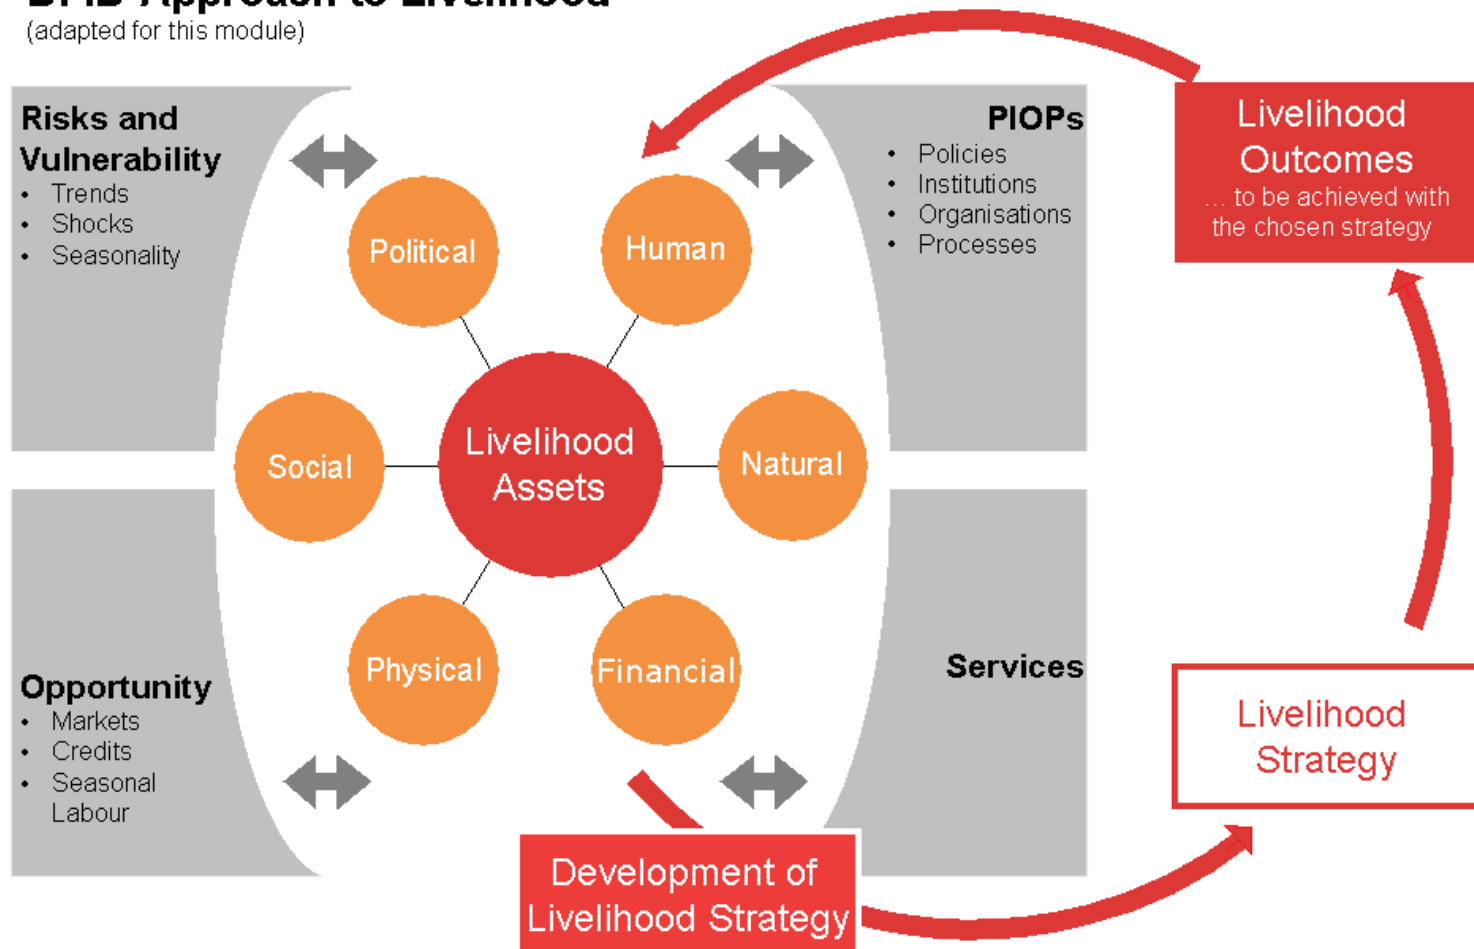 (adapted for this module)
Risks and
Vulnerability
• Trends
• Shocks
• Seasonality
PIOPs
• Policies
• Institutions
• Organisations
• Processes
Livelihood
Outcomes
... to be achieved with
the chosen strategy
Political
Human
Social
Livelihood
Assets
Natural
Physical
Financial
Opportunity
• Markets
• Credits
• Seasonal
Labour
Services
Livelihood
Strategy
Development of
Livelihood Strategy